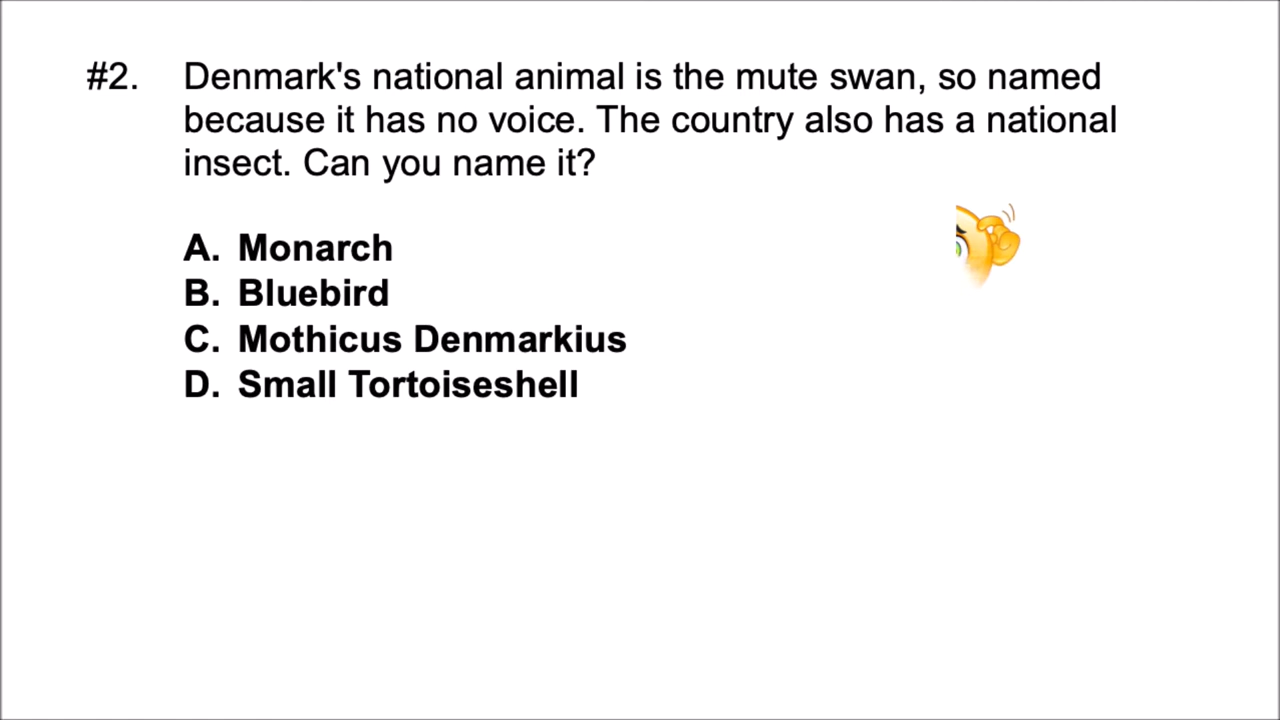 #2. Denmark's national animal is the mute swan, so named
because it has no voice. The country also has a national
insect. Can you name it?
A. Monarch
B. Bluebird
C. Mothicus Denmarkius
D. Small Tortoiseshell